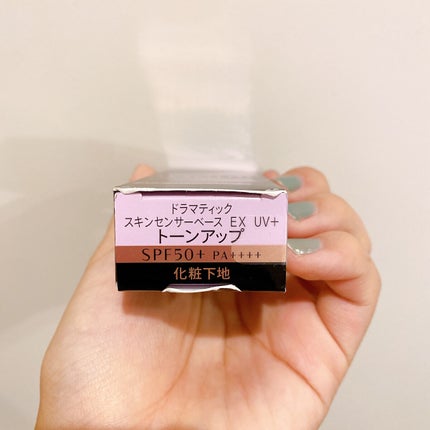 ドラマティック
スキンセンサーベース EX UV+
トーンアップ
SPF50+ PA++++
化粧下地